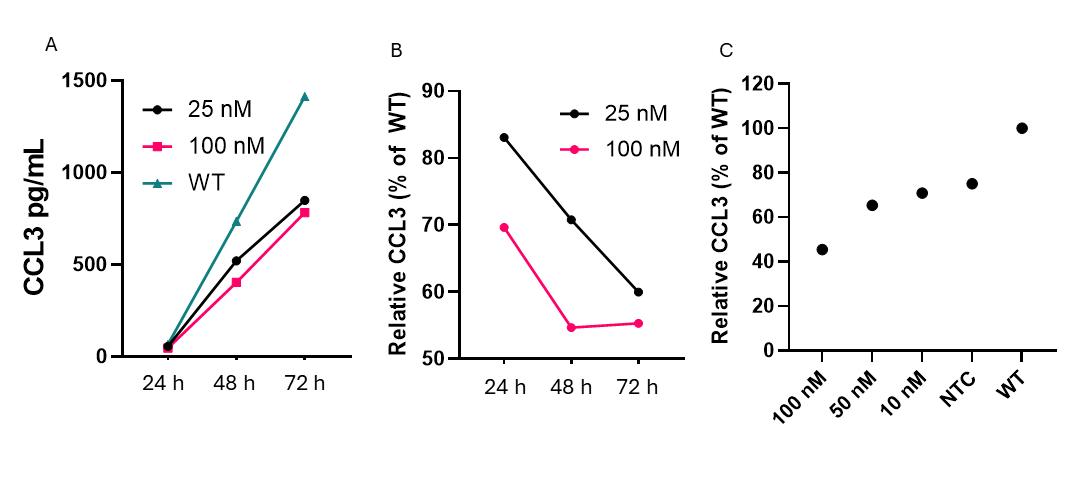 A
CCL3 pg/mL
1500
1000
500
0
25 nM
100 nM
WT
24 h 48 h 72 h
B
Relative CCL3 (% of WT)
90
80
70
60
50
25 nM
100 nM
24 h 48 h 72 h
C
Relative CCL3 (% of WT)
120
100
80
60
40
20
0
100 nM 50 nM 10 nM NTC WT